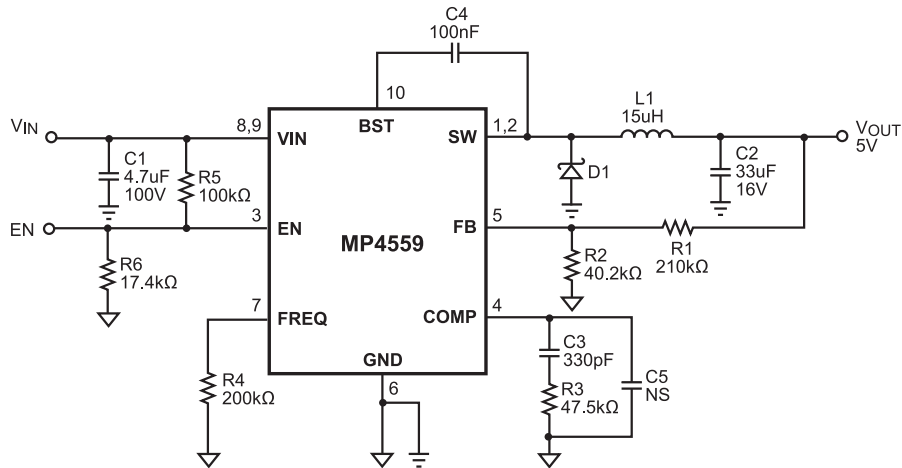 C4
100nF
10
BST
VIN
8,9
VIN
SW
1,2
L1
15uH
VOUT
5V
C1
4.7uF
100V
R5
100kΩ
D1
C2
33uF
16V
EN
3
EN
MP4559
FB
5
R1
210kΩ
R2
40.2kΩ
R6
17.4kΩ
7
FREQ
COMP
4
C3
330pF
C5
NS
R3
47.5kΩ
R4
200kΩ
GND
6